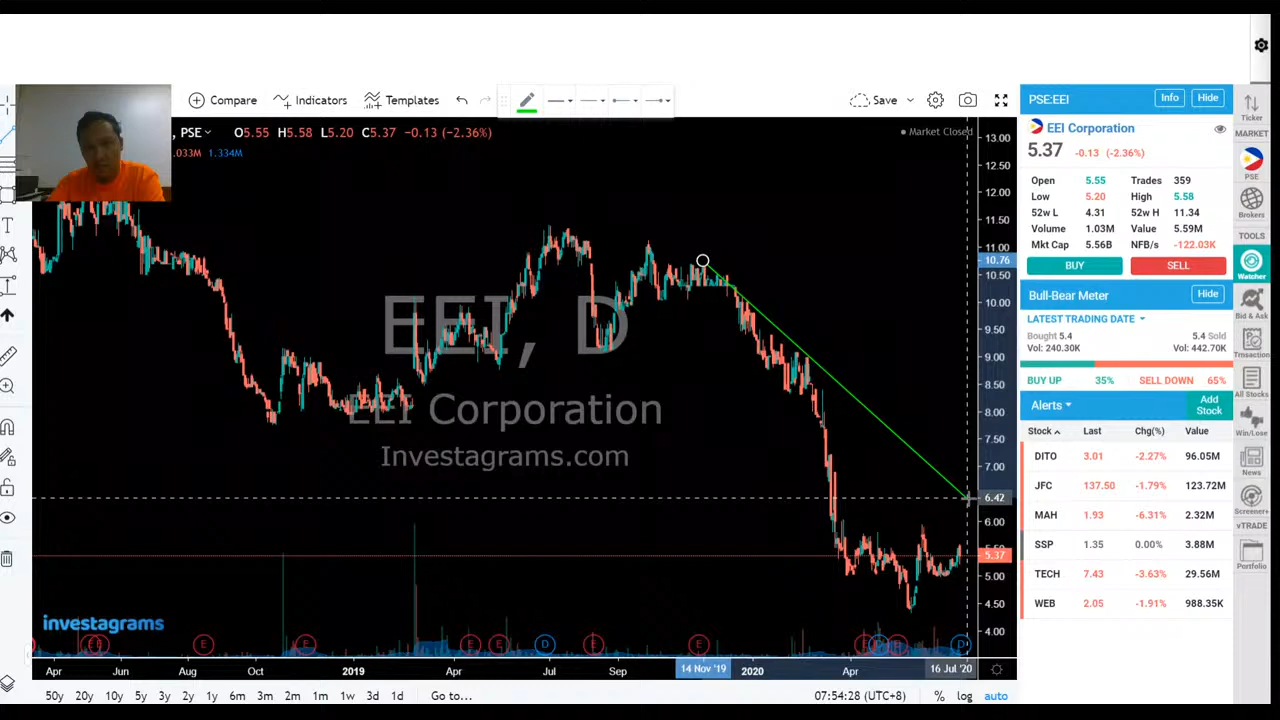 Compare
Indicators
Templates
Save
, PSE O5.55 H5.58 L5.20 C5.37 −0.13 (−2.36%)
Market Closed
.033M 1.334M
EEI, D
EEI Corporation
Investagrams.com
investagrams
13.00
12.50
12.00
11.50
11.00
10.76
10.50
10.00
9.50
9.00
8.50
8.00
7.50
7.00
6.42
6.00
5.37
5.00
4.50
4.00
E E E E E E D E E E D
Apr Jun Aug Oct 2019 Apr Jul Sep 14 Nov '19 2020 Apr 16 Jul '20
50y 20y 10y 5y 3y 2y 1y 6m 3m 2m 1m 1w 3d 1d Go to... 07:54:28 (UTC+8) % log auto
PSE:EEI Info Hide
EEI Corporation
5.37 -0.13 (-2.36%)
Open 5.55 Trades 359
Low 5.20 High 5.58
52w L 4.31 52w H 11.34
Volume 1.03M Value 5.59M
Mkt Cap 5.56B NFB/s -122.03K
BUY SELL
Bull-Bear Meter Hide
LATEST TRADING DATE
Bought 5.4 5.4 Sold
Vol: 240.30K Vol: 442.70K
BUY UP 35% SELL DOWN 65%
Alerts Add Stock
Stock Last Chg(%) Value
DITO 3.01 -2.27% 96.05M
JFC 137.50 -1.79% 123.72M
MAH 1.93 -6.31% 2.32M
SSP 1.35 0.00% 3.88M
TECH 7.43 -3.63% 29.56M
WEB 2.05 -1.91% 988.35K
Ticker
MARKET
PSE
Brokers
TOOLS
Watcher
Bid & Ask
Trnsaction
All Stocks
Win/Lose
News
Screener+
vTRADE
Portfolio